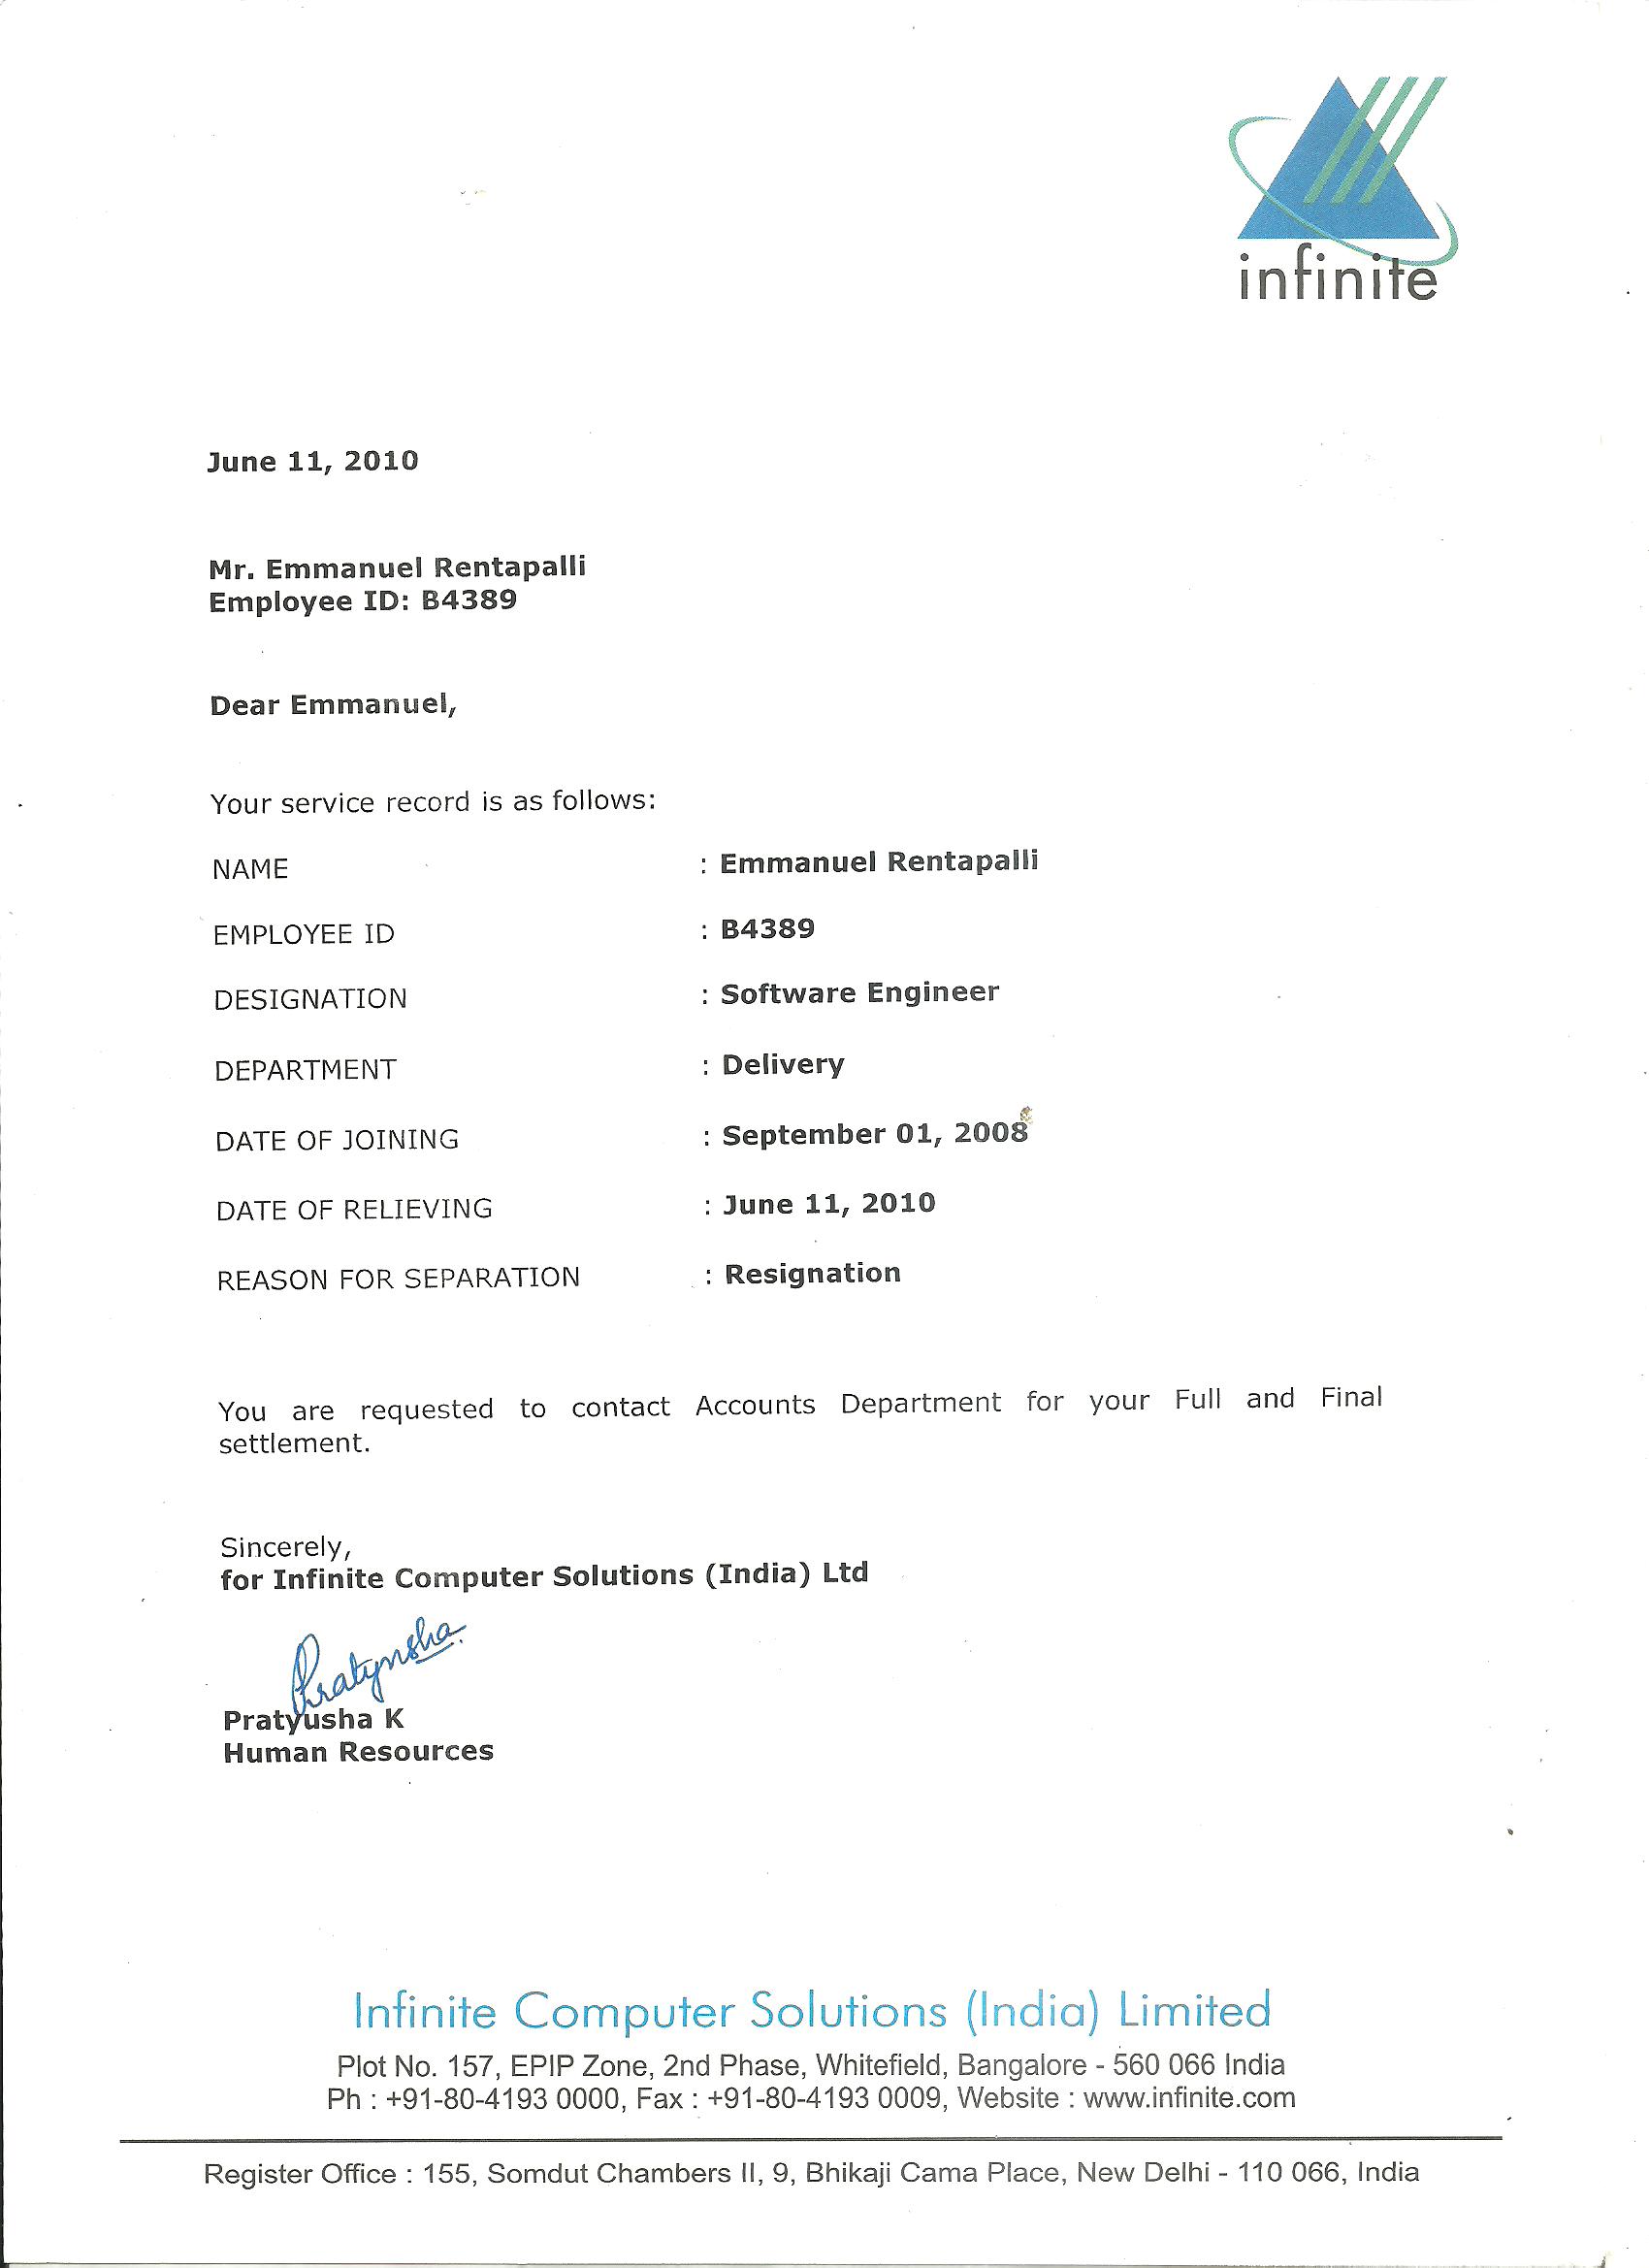 infinite
June 11, 2010
Mr. Emmanuel Rentapalli
Employee ID: B4389
Dear Emmanuel,
Your service record is as follows:
NAME : Emmanuel Rentapalli
EMPLOYEE ID : B4389
DESIGNATION : Software Engineer
DEPARTMENT : Delivery
DATE OF JOINING : September 01, 2008
DATE OF RELIEVING : June 11, 2010
REASON FOR SEPARATION : Resignation
You are requested to contact Accounts Department for your Full and Final
settlement.
Sincerely,
for Infinite Computer Solutions (India) Ltd
Pratyusha
Pratyusha K
Human Resources
Infinite Computer Solutions (India) Limited
Plot No. 157, EPIP Zone, 2nd Phase, Whitefield, Bangalore - 560 066 India
Ph : +91-80-4193 0000, Fax : +91-80-4193 0009, Website : www.infinite.com
Register Office : 155, Somdut Chambers II, 9, Bhikaji Cama Place, New Delhi - 110 066, India